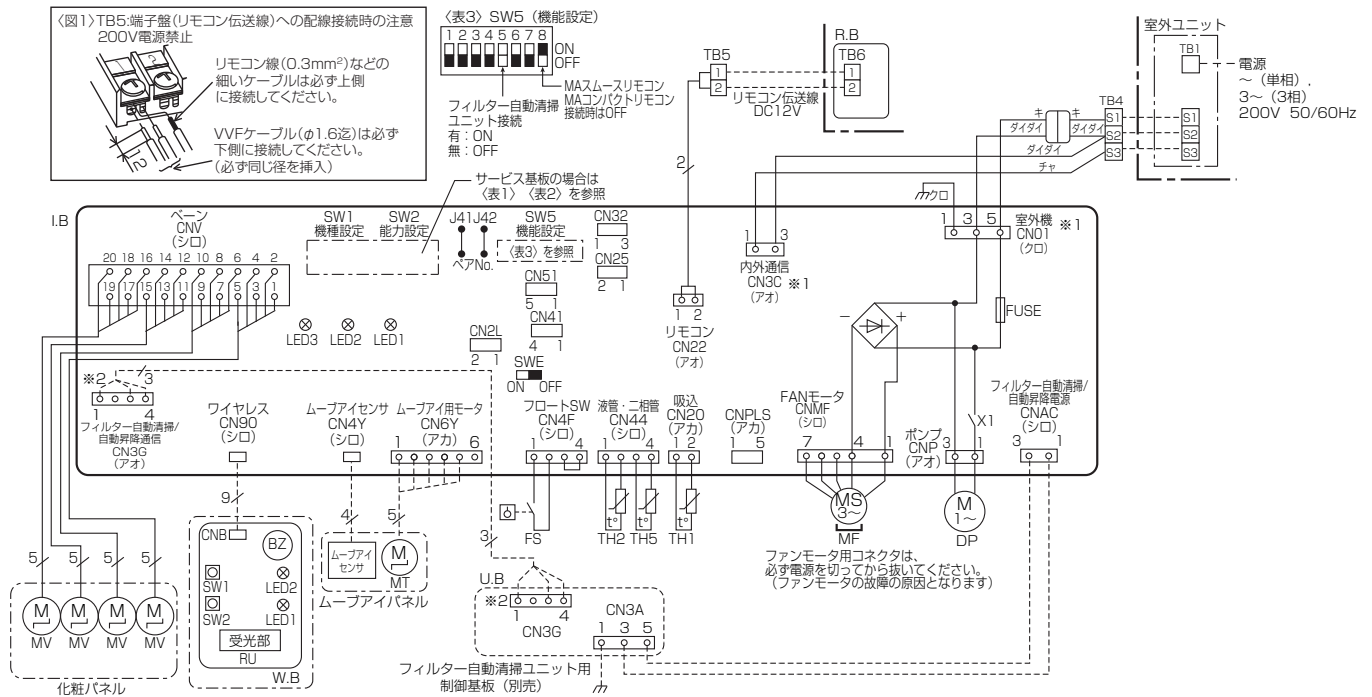 〈図1〉TB5:端子盤(リモコン伝送線)への配線接続時の注意
200V電源禁止
リモコン線(0.3mm²)などの
細いケーブルは必ず上側
に接続してください。
VVFケーブル(φ1.6迄)は必ず
下側に接続してください。
(必ず同じ径を挿入)
12
〈表3〉SW5(機能設定)
1 2 3 4 5 6 7 8
ON
OFF
MAスムースリモコン
MAコンパクトリモコン
接続時はOFF
フィルター自動清掃
ユニット接続
有:ON
無:OFF
サービス基板の場合は
〈表1〉〈表2〉を参照
TB5
1
2
リモコン伝送線
DC12V
R.B
TB6
1
2
2
室外ユニット
TB1
電源
~(単相),
3~(3相)
200V 50/60Hz
TB4
キ キ
ダイダイ ダイダイ
ダイダイ
チャ
S1 S1
S2 S2
S3 S3
クロ
I.B
ベーン
CNV
(シロ)
20 18 16 14 12 10 8 6 4 2
19 17 15 13 11 9 7 5 3 1
SW1
機種設定
SW2
能力設定
J41 J42
ペアNo.
SW5
機能設定
〈表3〉を参照
CN32
1 3
CN25
2 1
CN51
5 1
CN41
4 1
CN2L
2 1
SWE
ON OFF
LED3 LED2 LED1
1 2
リモコン
CN22
(アオ)
1 3
内外通信
CN3C ※1
(アオ)
1 3 5
室外機 ※1
CN01
(クロ)
FUSE
− +
X1
※2 3
1 4
フィルター自動清掃/
自動昇降通信
CN3G
(アオ)
ワイヤレス
CN90
(シロ)
ムーブアイセンサ
CN4Y
(シロ)
ムーブアイ用モータ
CN6Y
(アカ)
1 6
フロートSW
CN4F
(シロ)
1 4
液管・二相管
CN44
(シロ)
1 4
吸込
CN20
(アカ)
1 2
CNPLS
1 5
FANモータ
CNMF
(シロ)
7 4 1
ポンプ
CNP
(アオ)
3 1
フィルター自動清掃/
自動昇降電源
CNAC
(シロ)
3 1
5 5 5 5
M M M M
MV MV MV MV
化粧パネル
9
CNB
BZ
SW1
SW2
LED2
LED1
受光部
RU
W.B
4 5
ムーブアイ
センサ
M
MT
ムーブアイパネル
3
FS
t° t° t°
TH2 TH5 TH1
MS
3~
MF
M
1~
DP
ファンモータ用コネクタは、
必ず電源を切ってから抜いてください。
(ファンモータの故障の原因となります)
U.B
※2
1 4
CN3G
CN3A
1 3 5
フィルター自動清掃ユニット用
制御基板(別売)